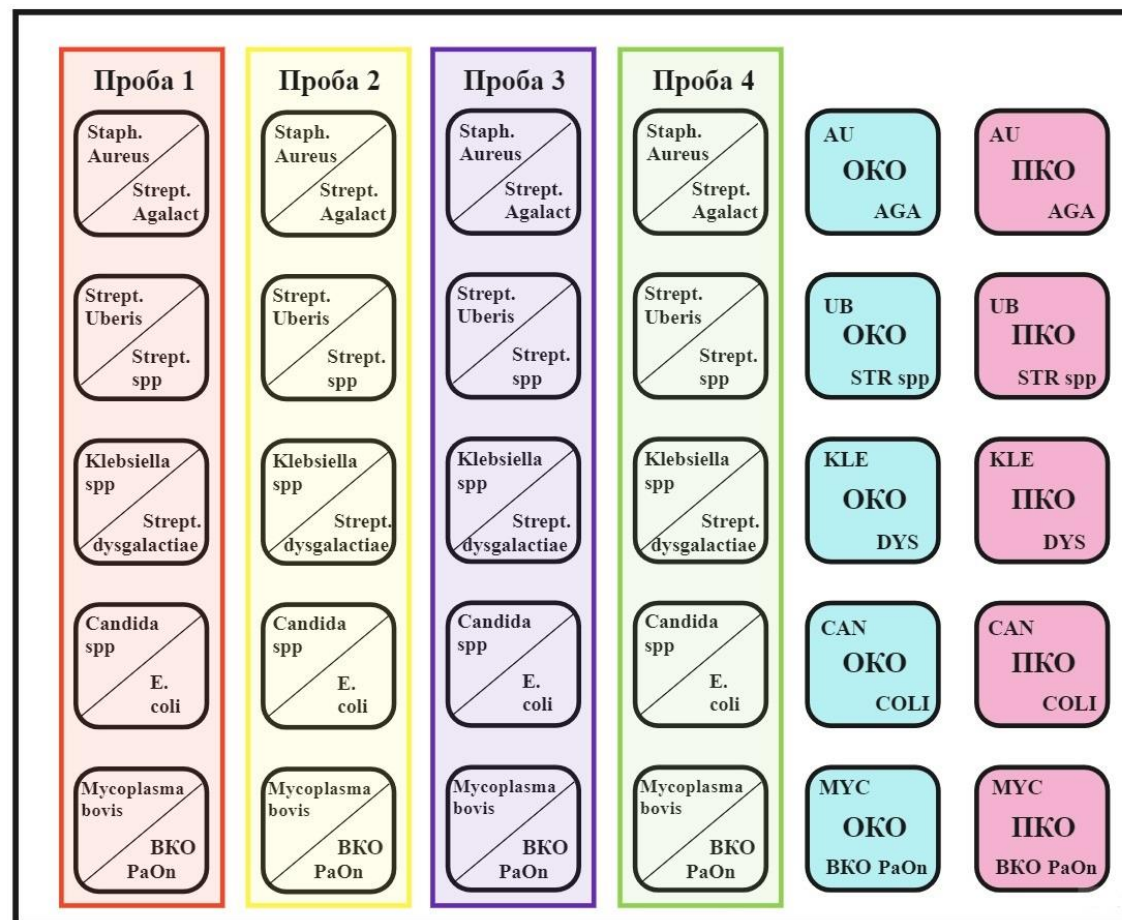 Проба 1
Проба 2
Проба 3
Проба 4
Staph.
Aureus
Strept.
Agalact
Staph.
Aureus
Strept.
Agalact
Staph.
Aureus
Strept.
Agalact
Staph.
Aureus
Strept.
Agalact
AU
ОКО
AGA
AU
ПКО
AGA
Strept.
Uberis
Strept.
spp
Strept.
Uberis
Strept.
spp
Strept.
Uberis
Strept.
spp
Strept.
Uberis
Strept.
spp
UB
ОКО
STR spp
UB
ПКО
STR spp
Klebsiella
spp
Strept.
dysgalactiae
Klebsiella
spp
Strept.
dysgalactiae
Klebsiella
spp
Strept.
dysgalactiae
Klebsiella
spp
Strept.
dysgalactiae
KLE
ОКО
DYS
KLE
ПКО
DYS
Candida
spp
E.
coli
Candida
spp
E.
coli
Candida
spp
E.
coli
Candida
spp
E.
coli
CAN
ОКО
COLI
CAN
ПКО
COLI
Mycoplasma
bovis
ВКО
PaOn
Mycoplasma
bovis
ВКО
PaOn
Mycoplasma
bovis
ВКО
PaOn
Mycoplasma
bovis
ВКО
PaOn
MYC
ОКО
ВКО PaOn
MYC
ПКО
ВКО PaOn